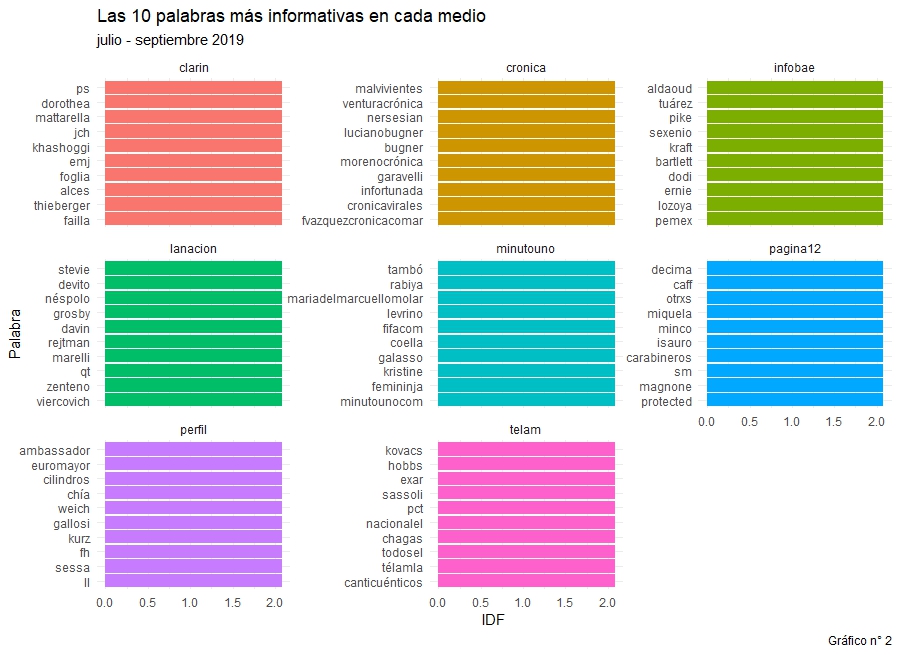 Las 10 palabras más informativas en cada medio
julio - septiembre 2019
clarin
ps
dorothea
mattarella
jch
khashoggi
emj
foglia
alces
thieberger
failla
cronica
malvivientes
venturacrónica
nersesian
lucianobugner
bugner
morenocrónica
garavelli
infortunada
cronicavirales
fvazquezcronicacomar
infobae
aldaoud
tuárez
pike
sexenio
kraft
bartlett
dodi
ernie
lozoya
pemex
Palabra
lanacion
stevie
devito
néspolo
grosby
davin
rejtman
marelli
qt
zenteno
viercovich
minutouno
tambó
rabiya
mariadelmarcuellomolar
levrino
fifacom
coella
galasso
kristine
femininja
minutounocom
pagina12
decima
caff
otrxs
miquela
minco
isauro
carabineros
sm
magnone
protected
0.0 0.5 1.0 1.5 2.0
perfil
ambassador
euromayor
cilindros
chía
weich
gallosi
kurz
fh
sessa
ll
0.0 0.5 1.0 1.5 2.0
telam
kovacs
hobbs
exar
sassoli
pct
nacionalel
chagas
todosel
télamla
canticuénticos
0.0 0.5 1.0 1.5 2.0
IDF
Gráfico n° 2